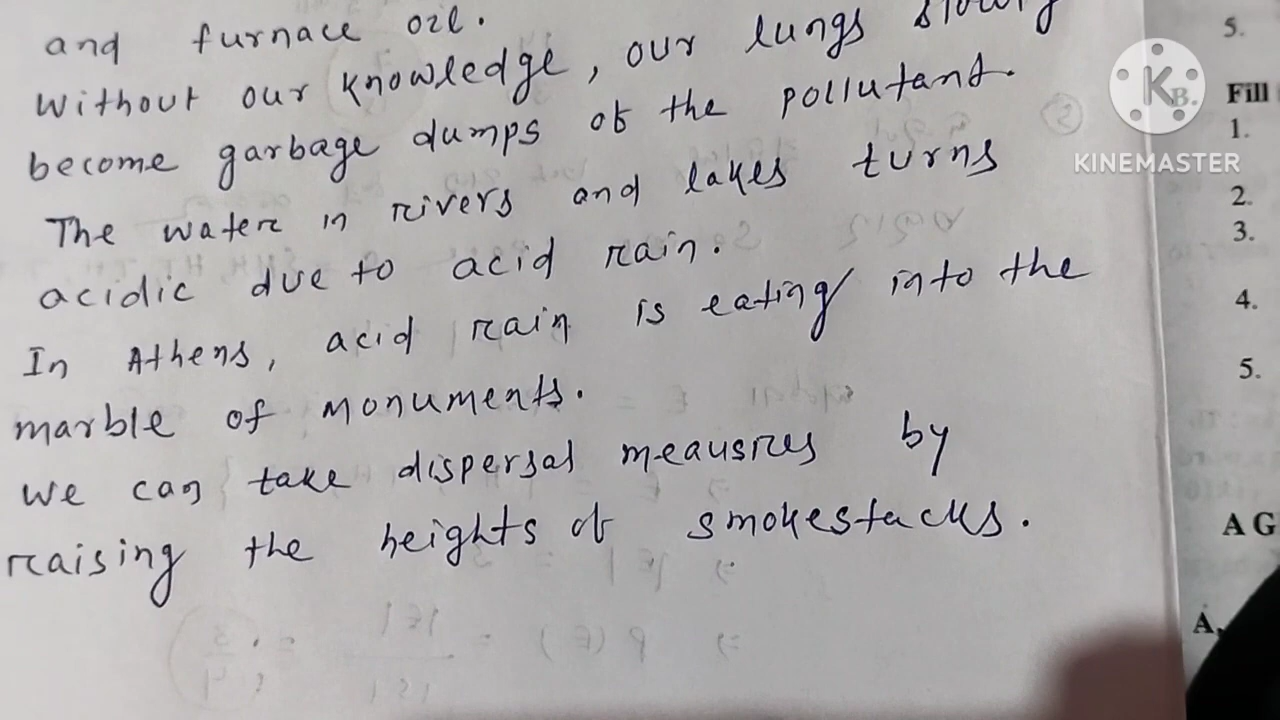 and furnace oil.
without our knowledge, our lungs slowly
become garbage dumps of the pollutant.
The water in rivers and lakes turns
acidic due to acid rain.
In Athens, acid rain is eating into the
marble of monuments.
We can take dispersal meausres by
raising the heights of smokestacks.
KB.
KINEMASTER
5.
Fill
1.
2.
3.
4.
5.
A G
A.